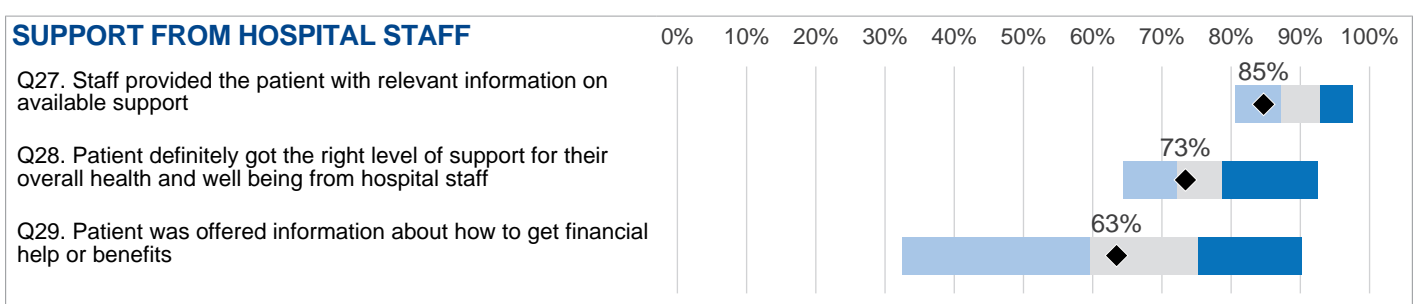 SUPPORT FROM HOSPITAL STAFF
0% 10% 20% 30% 40% 50% 60% 70% 80% 90% 100%
Q27. Staff provided the patient with relevant information on
available support
85%
Q28. Patient definitely got the right level of support for their
overall health and well being from hospital staff
73%
Q29. Patient was offered information about how to get financial
help or benefits
63%